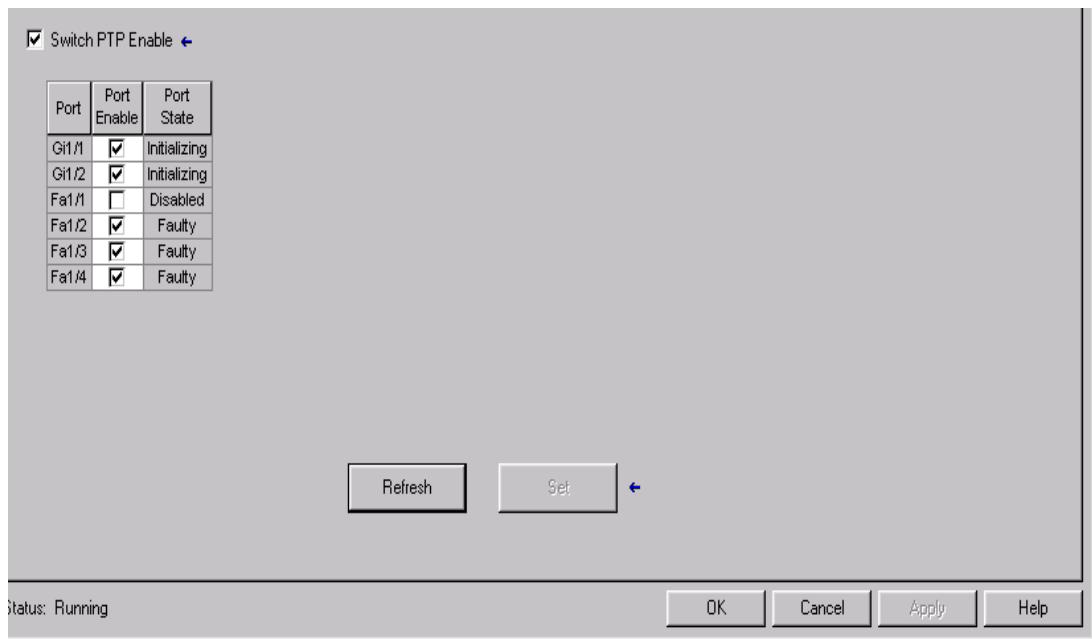 Switch PTP Enable
Port Port Enable Port State
Gi1/1 Initializing
Gi1/2 Initializing
Fa1/1 Disabled
Fa1/2 Faulty
Fa1/3 Faulty
Fa1/4 Faulty
Refresh Set
Status: Running OK Cancel Apply Help